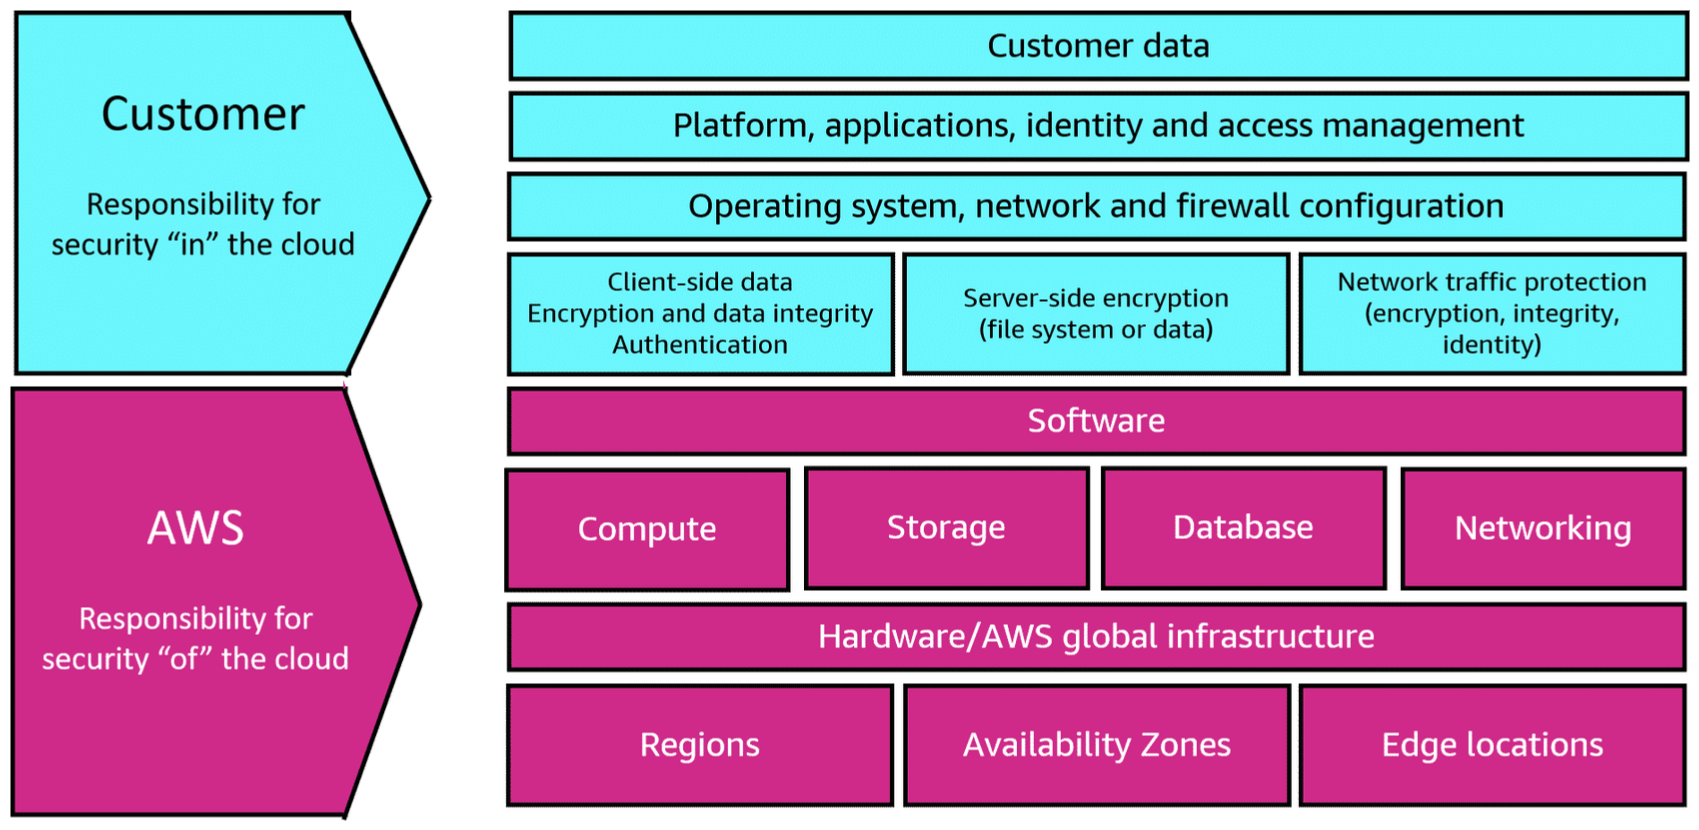 Customer
Responsibility for
security “in” the cloud
Customer data
Platform, applications, identity and access management
Operating system, network and firewall configuration
Client-side data
Encryption and data integrity
Authentication
Server-side encryption
(file system or data)
Network traffic protection
(encryption, integrity,
identity)
AWS
Responsibility for
security “of” the cloud
Software
Compute
Storage
Database
Networking
Hardware/AWS global infrastructure
Regions
Availability Zones
Edge locations